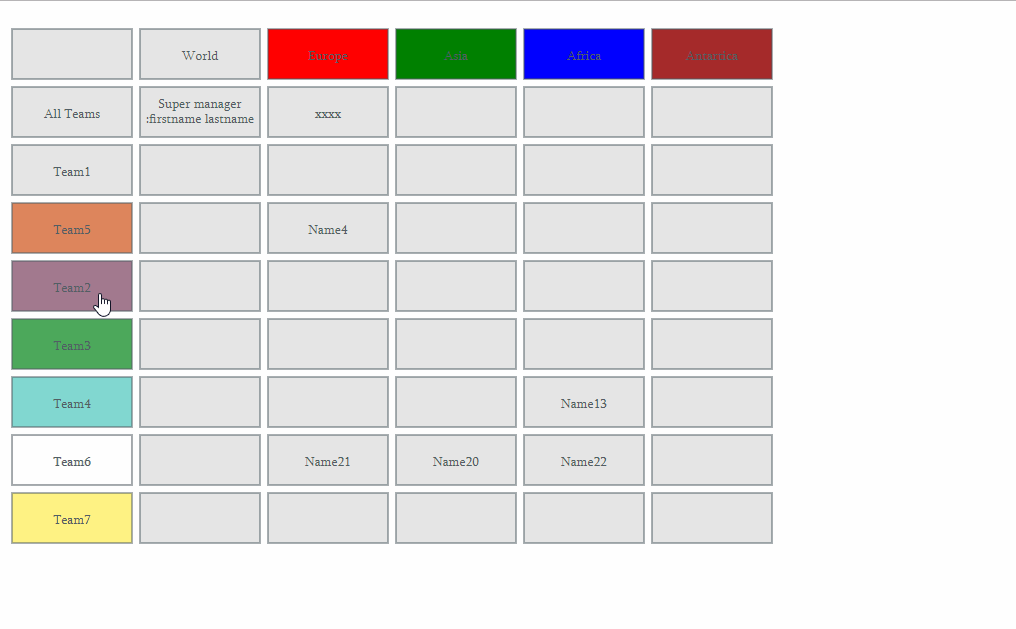 World Europe Asia Africa Antartica
All Teams Super manager xxxx
:firstname lastname
Team1
Team5 Name4
Team2
Team3
Team4 Name13
Team6 Name21 Name20 Name22
Team7